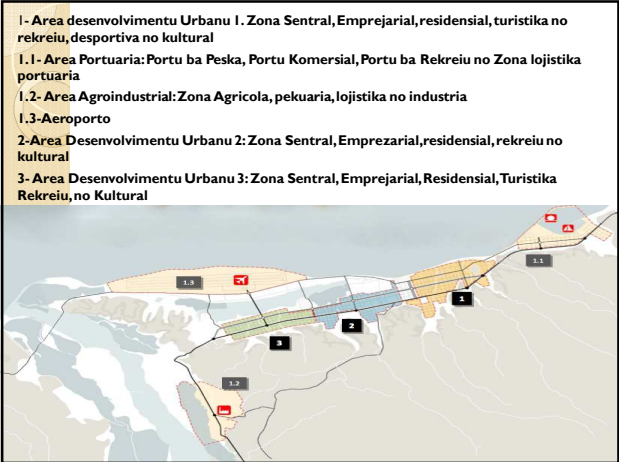 1- Area desenvolvimentu Urbanu 1. Zona Sentral, Emprejarial, residensial, turistika no
rekreiu, desportiva no kultural
1.1- Area Portuaria: Portu ba Peska, Portu Komersial, Portu ba Rekreiu no Zona lojistika
portuaria
1.2- Area Agroindustrial: Zona Agricola, pekuaria, lojistika no industria
1.3-Aeroporto
2-Area Desenvolvimentu Urbanu 2: Zona Sentral, Emprezarial, residensial, rekreiu no
kultural
3- Area Desenvolvimentu Urbanu 3: Zona Sentral, Emprejarial, Residensial, Turistika
Rekreiu, no Kultural
1.1
1.3
1
2
3
1.2